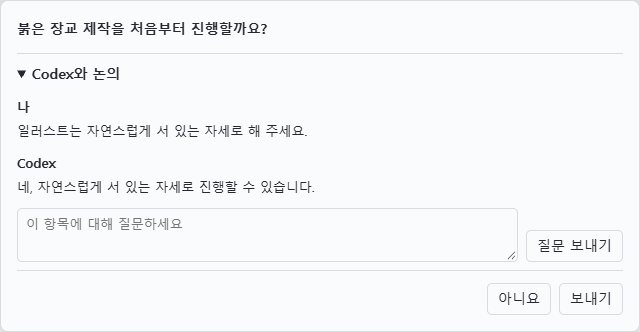 붉은 장교 제작을 처음부터 진행할까요?
▼ Codex와 논의
나
일러스트는 자연스럽게 서 있는 자세로 해 주세요.
Codex
네, 자연스럽게 서 있는 자세로 진행할 수 있습니다.
이 항목에 대해 질문하세요
질문 보내기
아니요
보내기